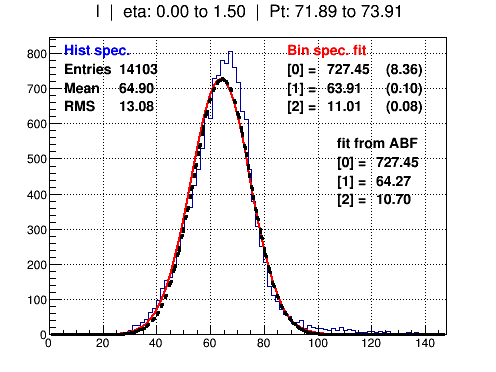 I | eta: 0.00 to 1.50 | Pt: 71.89 to 73.91
Hist spec.
Entries 14103
Mean 64.90
RMS 13.08
Bin spec. fit
[0] = 727.45 (8.36)
[1] = 63.91 (0.10)
[2] = 11.01 (0.08)
fit from ABF
[0] = 727.45
[1] = 64.27
[2] = 10.70
800
700
600
500
400
300
200
100
0
0 20 40 60 80 100 120 140